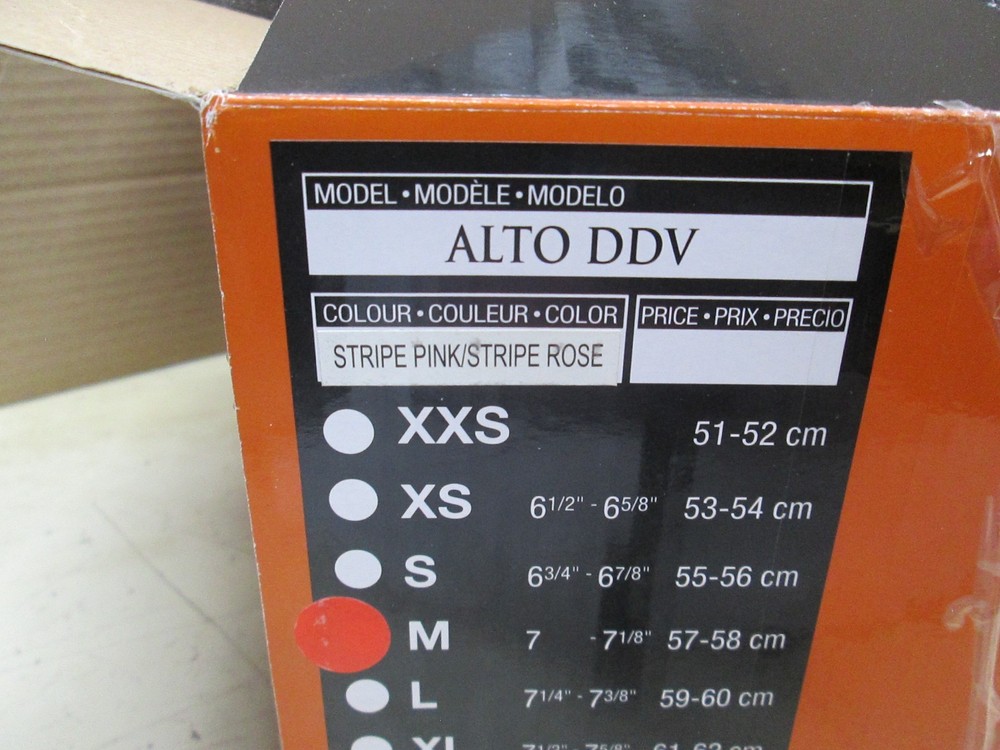 MODEL • MODÈLE • MODELO
ALTO DDV
COLOUR • COULEUR • COLOR
PRICE • PRIX • PRECIO
STRIPE PINK/STRIPE ROSE
XXS 51-52 cm
XS 6 1/2" - 6 5/8" 53-54 cm
S 6 3/4" - 6 7/8" 55-56 cm
M 7 - 7 1/8" 57-58 cm
L 7 1/4" - 7 3/8" 59-60 cm
XL